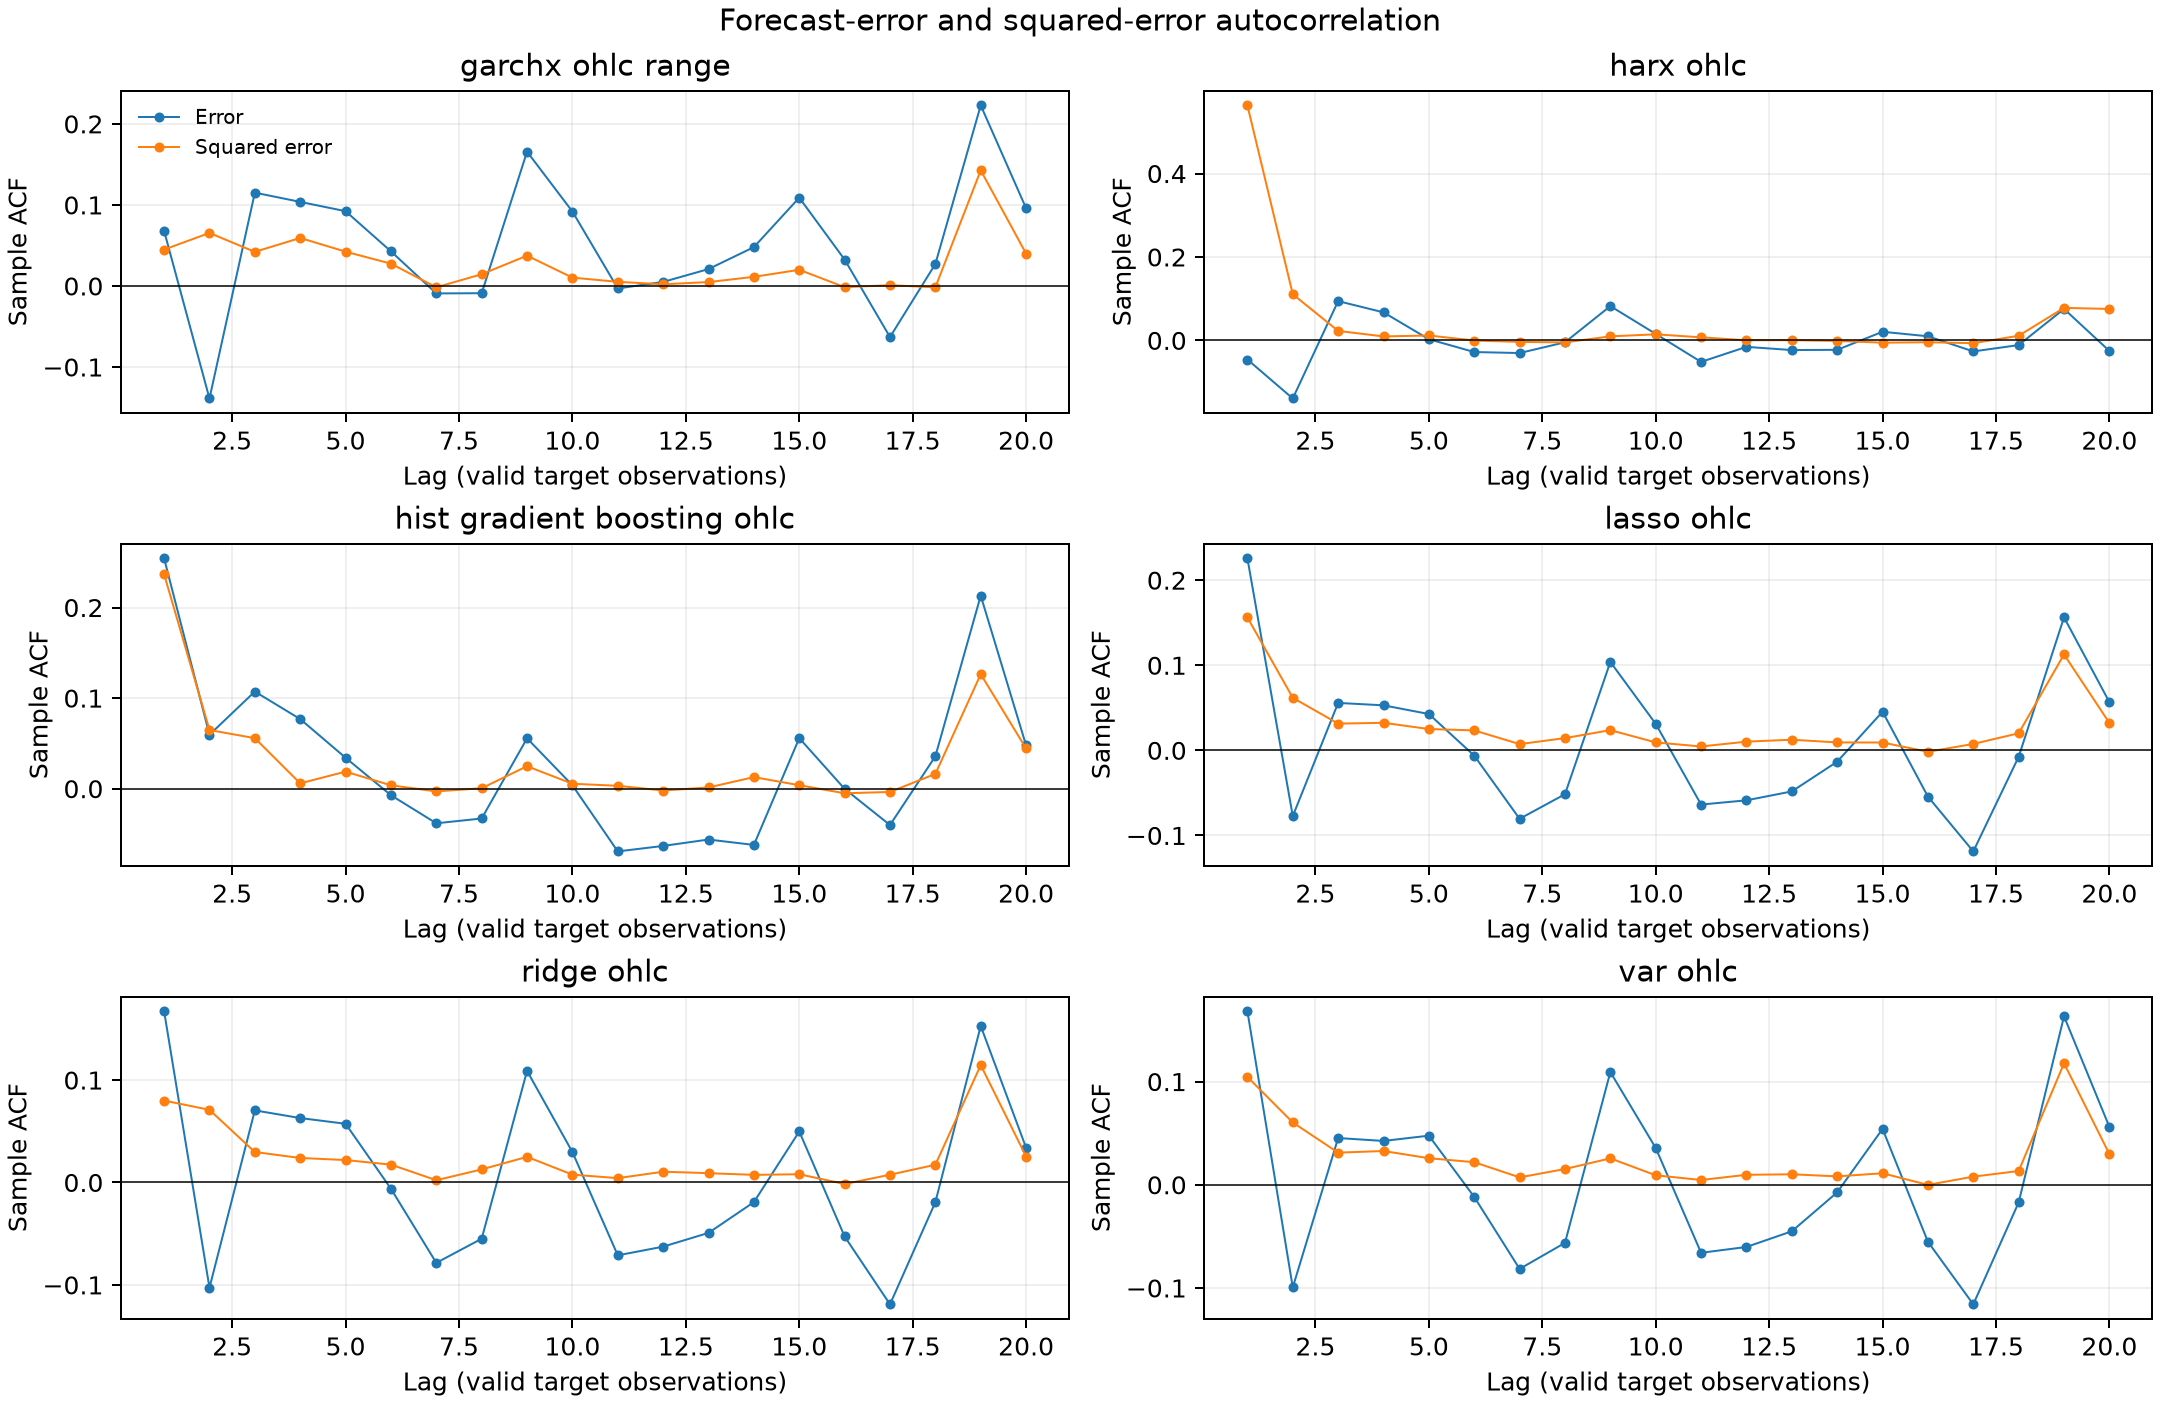 Forecast-error and squared-error autocorrelation
garchx ohlc range
Error
Squared error
Sample ACF
0.2
0.1
0.0
−0.1
2.5 5.0 7.5 10.0 12.5 15.0 17.5 20.0
Lag (valid target observations)
harx ohlc
Sample ACF
0.4
0.2
0.0
2.5 5.0 7.5 10.0 12.5 15.0 17.5 20.0
Lag (valid target observations)
hist gradient boosting ohlc
Sample ACF
0.2
0.1
0.0
2.5 5.0 7.5 10.0 12.5 15.0 17.5 20.0
Lag (valid target observations)
lasso ohlc
Sample ACF
0.2
0.1
0.0
−0.1
2.5 5.0 7.5 10.0 12.5 15.0 17.5 20.0
Lag (valid target observations)
ridge ohlc
Sample ACF
0.1
0.0
−0.1
2.5 5.0 7.5 10.0 12.5 15.0 17.5 20.0
Lag (valid target observations)
var ohlc
Sample ACF
0.1
0.0
−0.1
2.5 5.0 7.5 10.0 12.5 15.0 17.5 20.0
Lag (valid target observations)